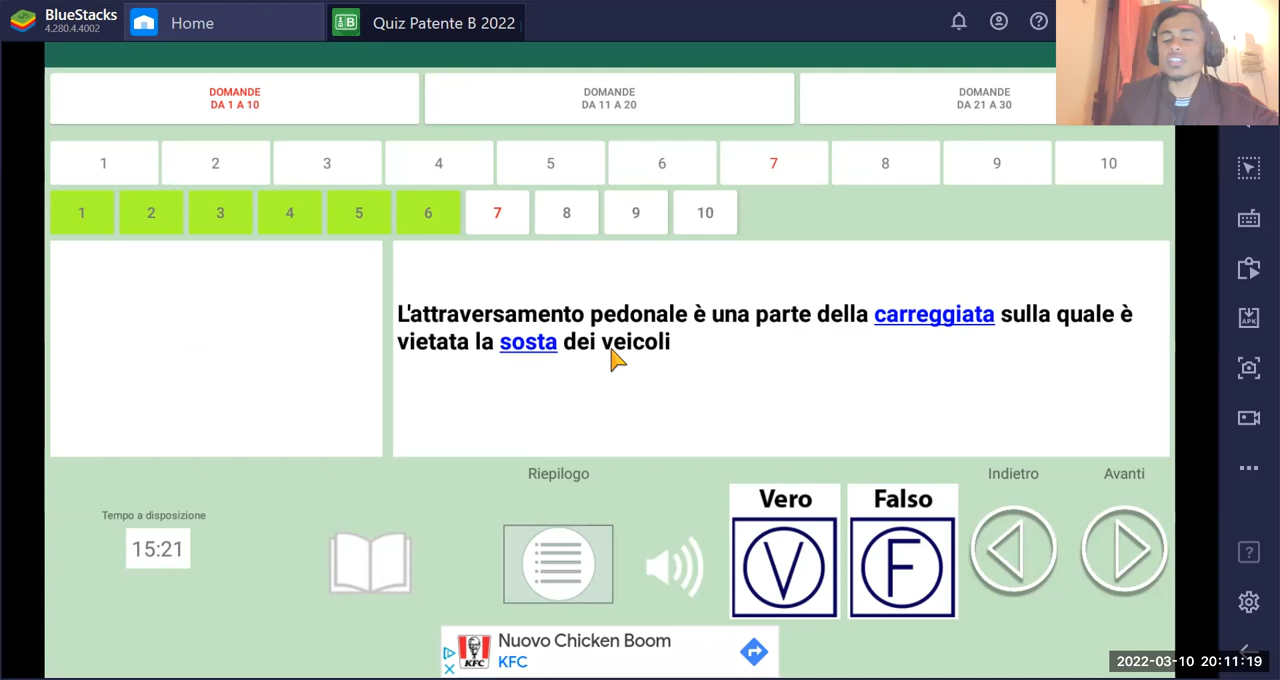 BlueStacks
4.280.4.4002
Home
Quiz Patente B 2022
DOMANDE
DA 1 A 10
DOMANDE
DA 11 A 20
DOMANDE
DA 21 A 30
1 2 3 4 5 6 7 8 9 10
1 2 3 4 5 6 7 8 9 10
L'attraversamento pedonale è una parte della carreggiata sulla quale è
vietata la sosta dei veicoli
Riepilogo
Indietro
Avanti
Tempo a disposizione
15:21
Vero
V
Falso
F
Nuovo Chicken Boom
KFC
KFC
2022-03-10 20:11:19